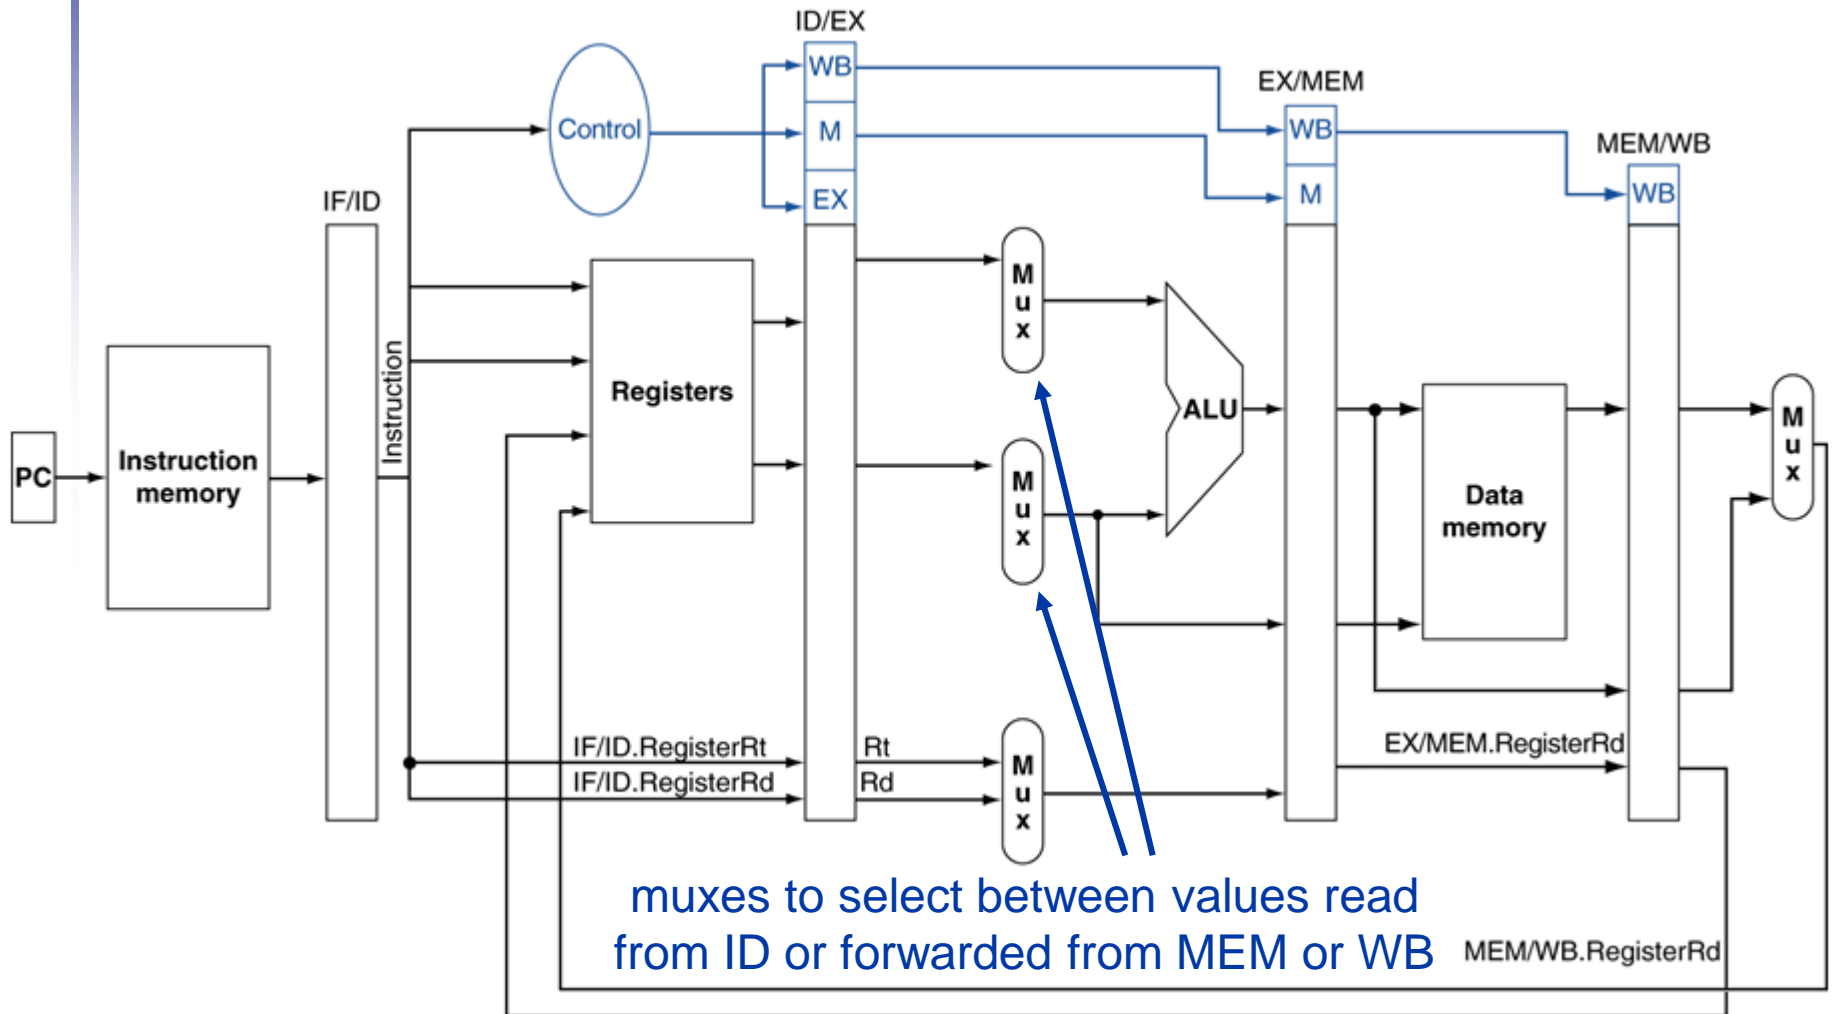 ID/EX
WB
EX/MEM
Control
M
WB
MEM/WB
IF/ID
EX
M
WB
M
u
x
Instruction
Registers
ALU
M
u
x
PC
Instruction
memory
M
u
x
Data
memory
IF/ID.RegisterRt
Rt
EX/MEM.RegisterRd
IF/ID.RegisterRd
Rd
M
u
x
muxes to select between values read
from ID or forwarded from MEM or WB
MEM/WB.RegisterRd